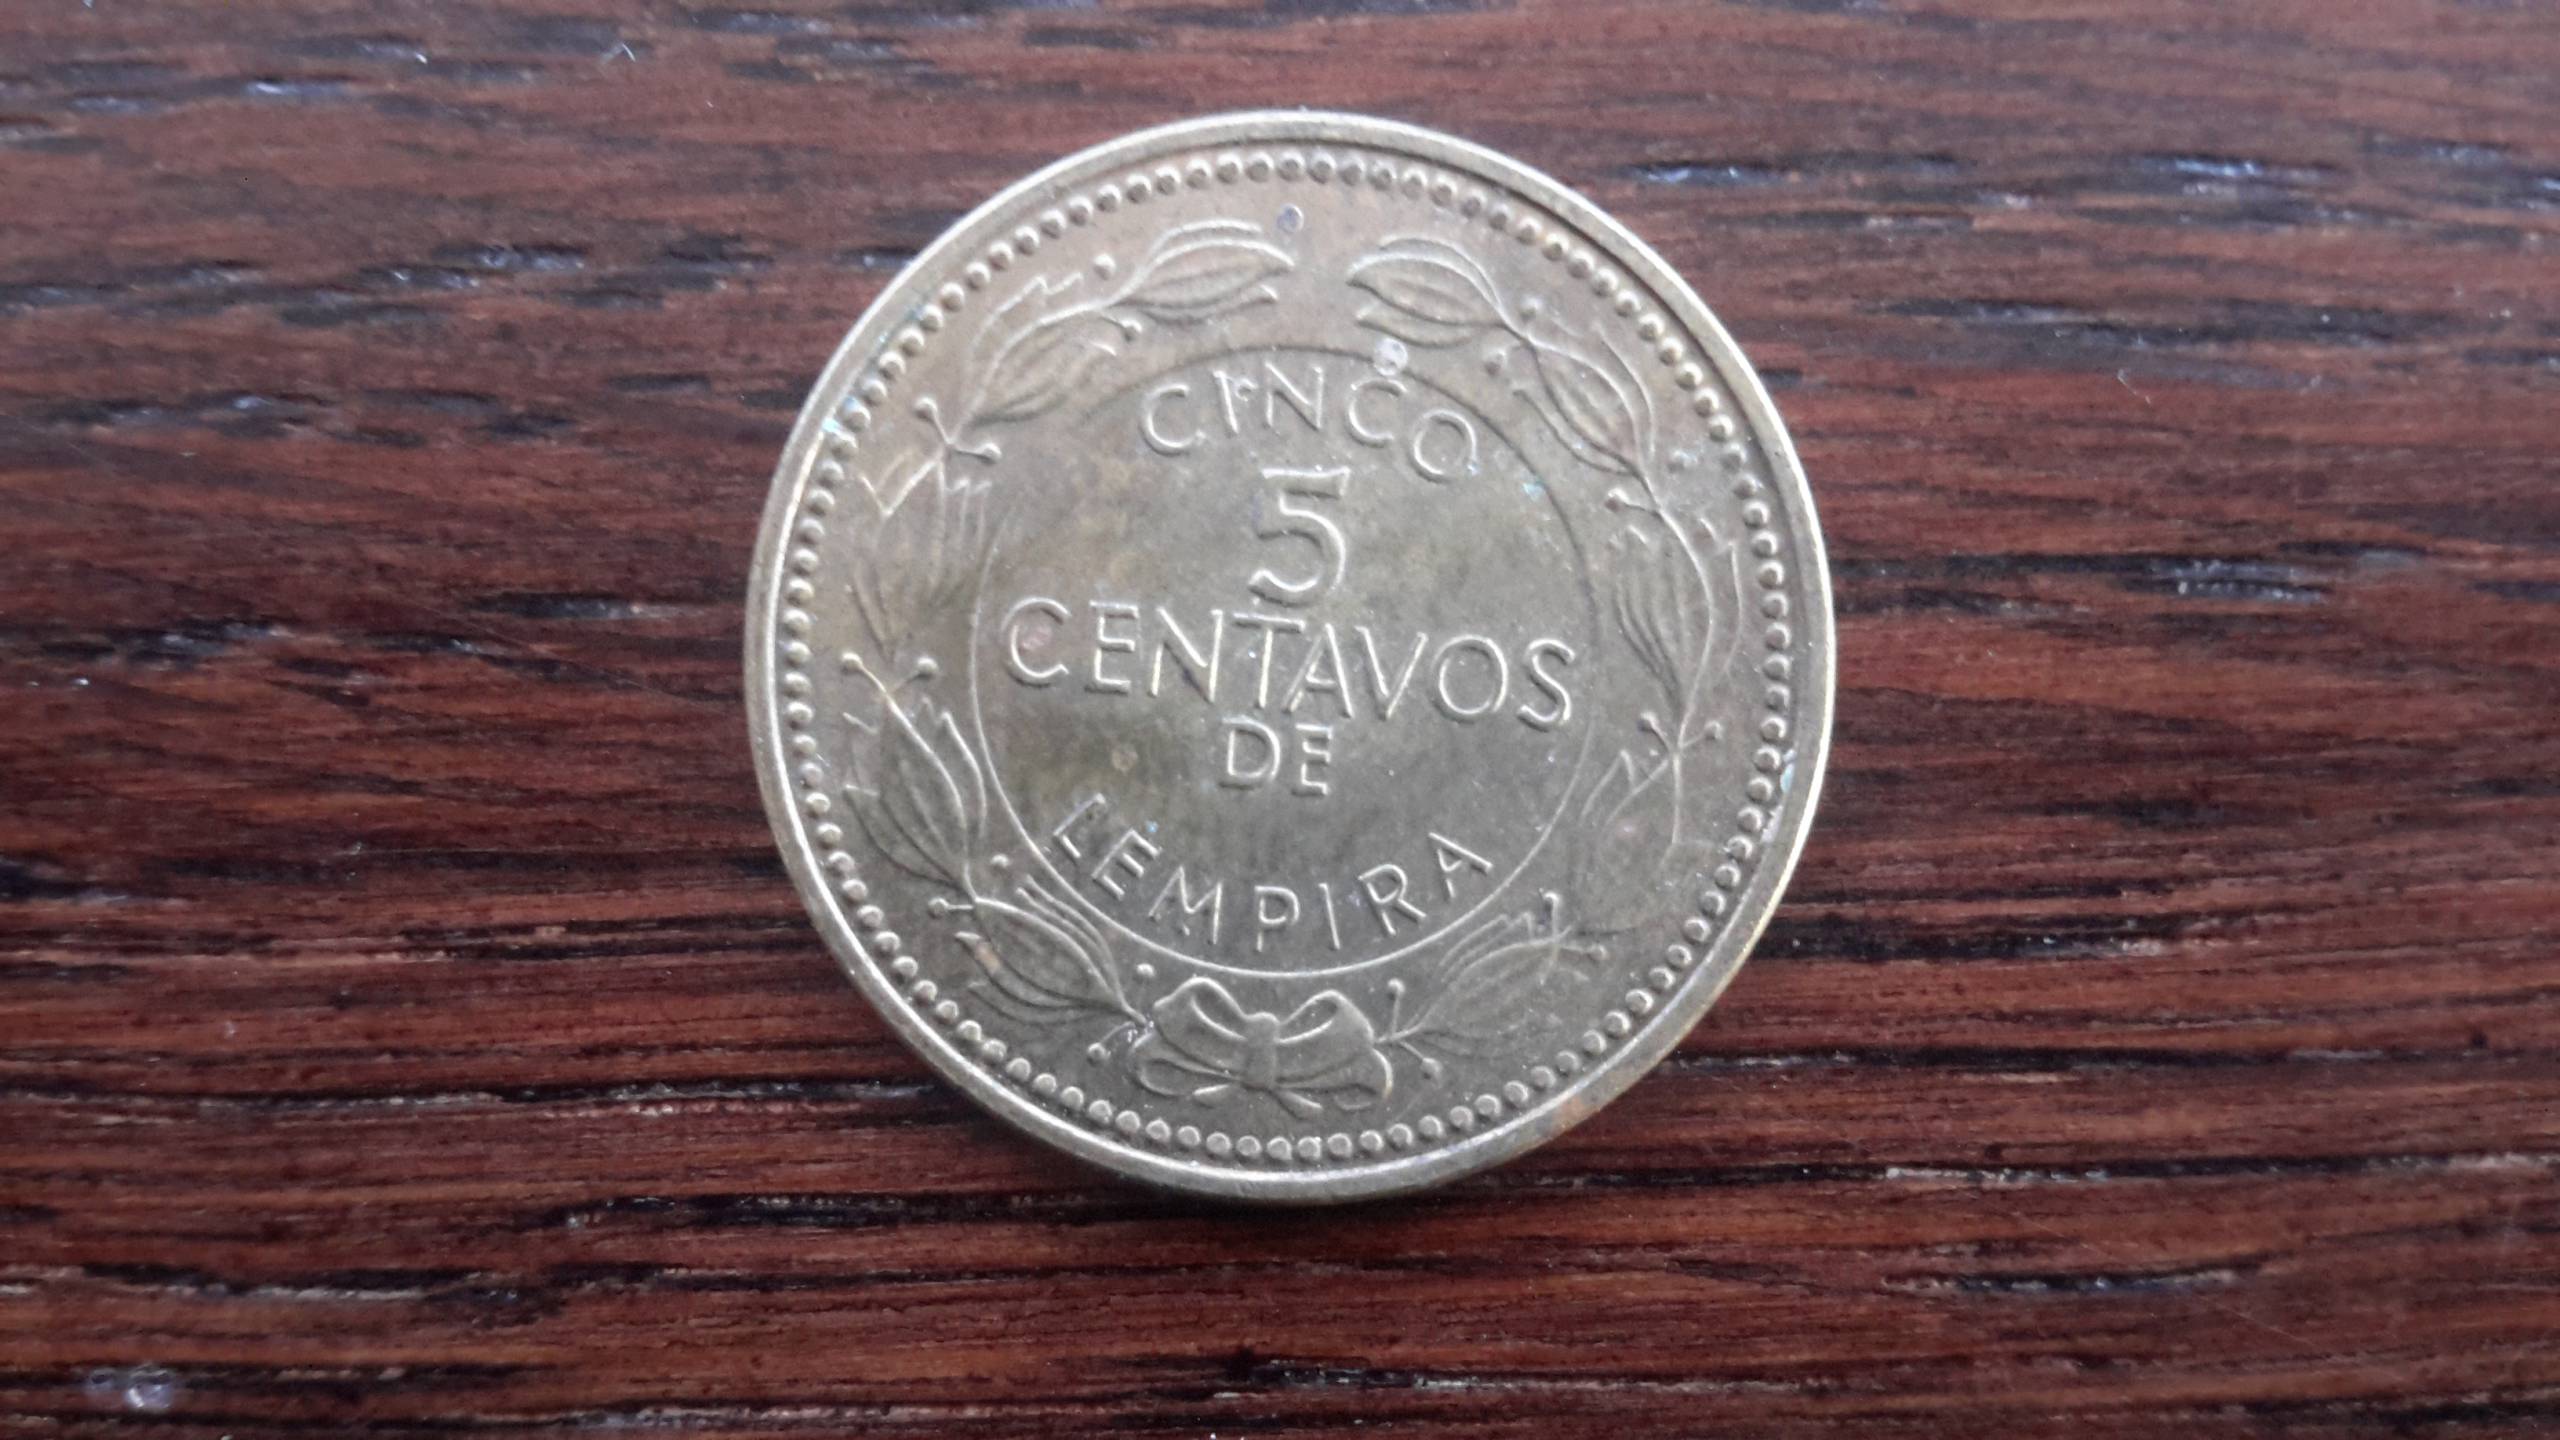 CINCO
5
CENTAVOS
DE
LEMPIRA